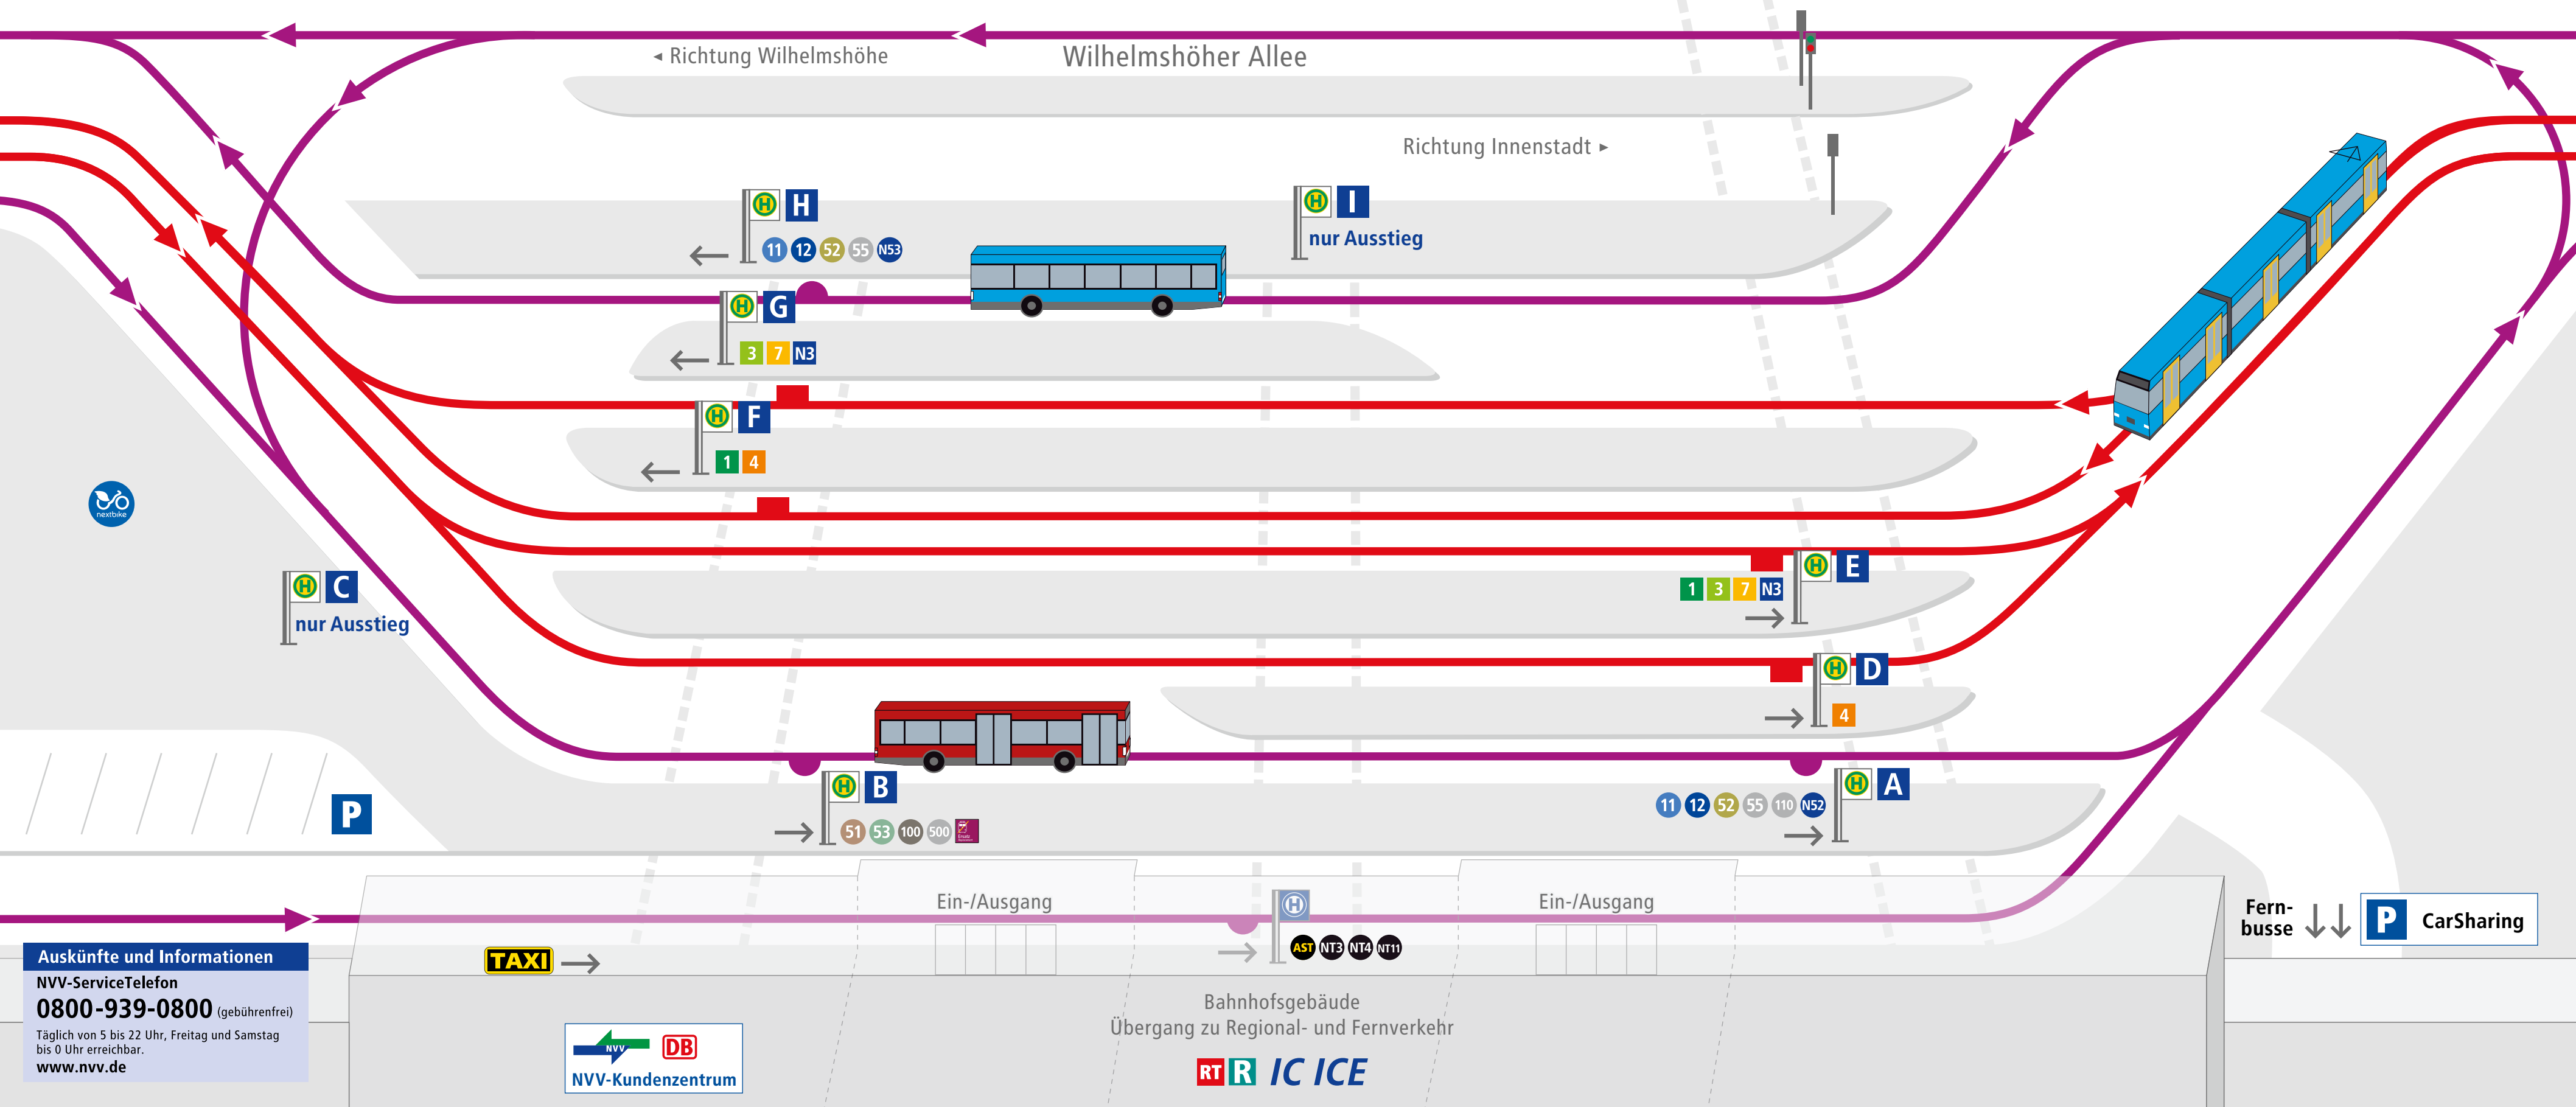 ◂ Richtung Wilhelmshöhe
Wilhelmshöher Allee
Richtung Innenstadt ▸
H H
11 12 52 55 N53
H I
nur Ausstieg
H G
3 7 N3
H F
1 4
nextbike
H C
nur Ausstieg
H E
1 3 7 N3
H D
4
H B
51 53 100 500
H A
11 12 52 55 110 N52
P
Ein-/Ausgang
H
Ein-/Ausgang
AST NT3 NT4 NT11
TAXI
Fern-
busse
P CarSharing
Auskünfte und Informationen
NVV-ServiceTelefon
0800-939-0800 (gebührenfrei)
Täglich von 5 bis 22 Uhr, Freitag und Samstag
bis 0 Uhr erreichbar.
www.nvv.de
NVV DB
NVV-Kundenzentrum
Bahnhofsgebäude
Übergang zu Regional- und Fernverkehr
RT R IC ICE